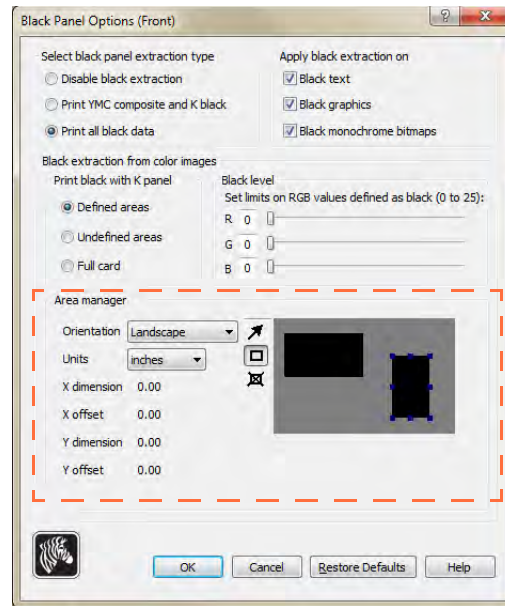 Black Panel Options (Front)
Select black panel extraction type
Disable black extraction
Print YMC composite and K black
Print all black data
Apply black extraction on
Black text
Black graphics
Black monochrome bitmaps
Black extraction from color images
Print black with K panel
Defined areas
Undefined areas
Full card
Black level
Set limits on RGB values defined as black (0 to 25):
R 0
G 0
B 0
Area manager
Orientation Landscape
Units inches
X dimension 0.00
X offset 0.00
Y dimension 0.00
Y offset 0.00
OK Cancel Restore Defaults Help